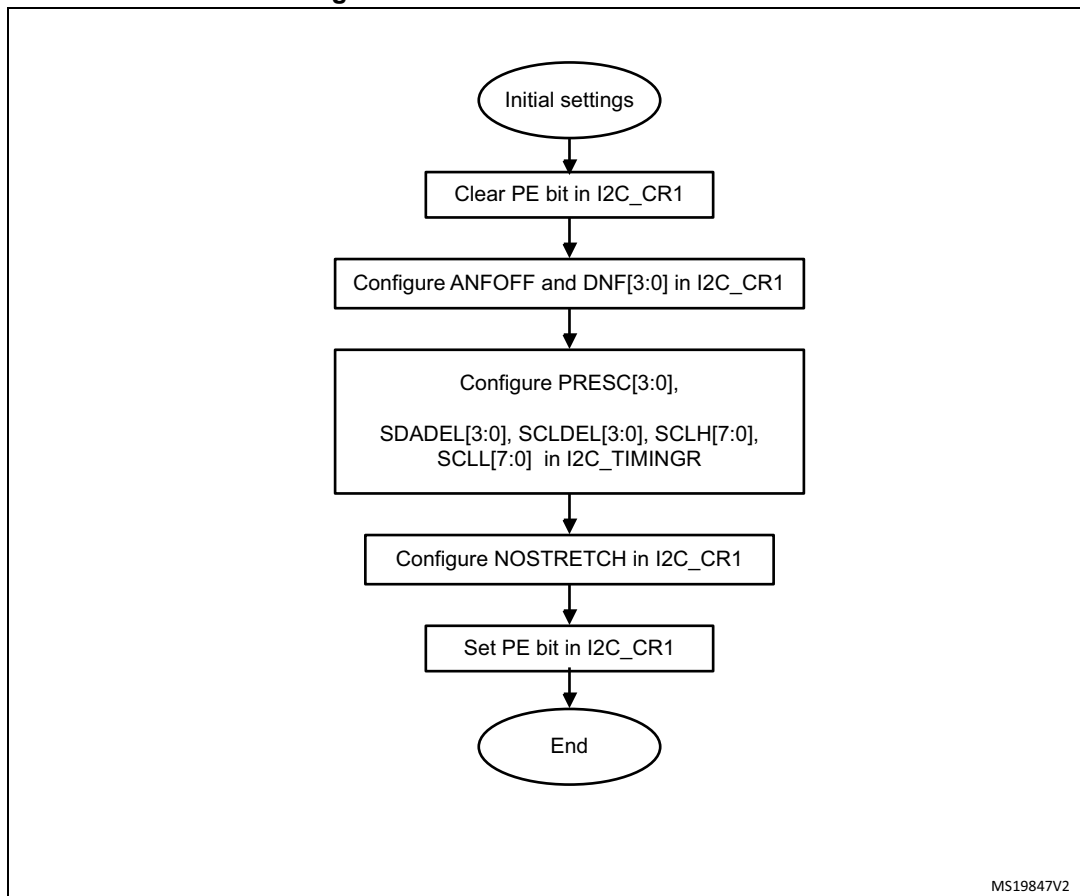 Initial settings
Clear PE bit in I2C_CR1
Configure ANFOFF and DNF[3:0] in I2C_CR1
Configure PRESC[3:0],
SDADEL[3:0], SCLDEL[3:0], SCLH[7:0],
SCLL[7:0] in I2C_TIMINGR
Configure NOSTRETCH in I2C_CR1
Set PE bit in I2C_CR1
End
MS19847V2